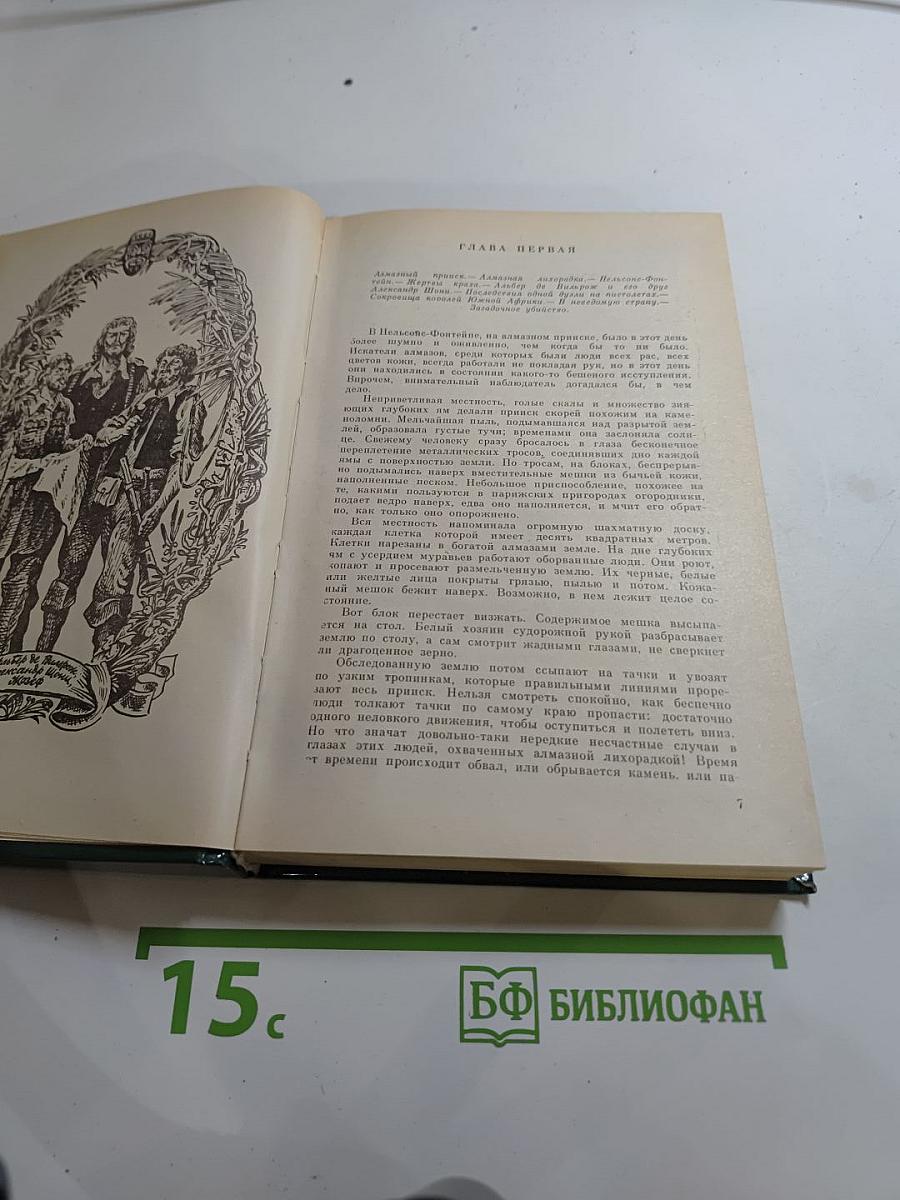 льбер де Вильрож,
лександр Шони,
Жозеф
ГЛАВА ПЕРВАЯ
Алмазный прииск.— Алмазная лихорадка.— Нельсонс-Фон-
тейн.— Жертвы краха.— Альбер де Вильрож и его друг
Александр Шони.— Последствия одной дуэли на пистолетах.—
Сокровища королей Южной Африки.— В неведомую страну.—
Загадочное убийство.
В Нельсонс-Фонтейне, на алмазном прииске, было в этот день
более шумно и оживленно, чем когда бы то ни было.
Искатели алмазов, среди которых были люди всех рас, всех
цветов кожи, всегда работали не покладая рук, но в этот день
они находились в состоянии какого-то бешеного исступления.
Впрочем, внимательный наблюдатель догадался бы, в чем
дело.
Неприветливая местность, голые скалы и множество зия-
ющих глубоких ям делали прииск скорей похожим на каме-
ноломни. Мельчайшая пыль, подымавшаяся над разрытой зем-
лей, образовала густые тучи; временами она заслоняла солн-
це. Свежему человеку сразу бросалось в глаза бесконечное
переплетение металлических тросов, соединявших дно каждой
ямы с поверхностью земли. По тросам, на блоках, беспрерыв-
но подымались наверх вместительные мешки из бычьей кожи,
наполненные песком. Небольшое приспособление, похожее на
те, какими пользуются в парижских пригородах огородники,
подает ведро наверх, едва оно наполняется, и мчит его обрат-
но, как только оно опорожнено.
Вся местность напоминала огромную шахматную доску,
каждая клетка которой имеет десять квадратных метров.
Клетки нарезаны в богатой алмазами земле. На дне глубоких
ям с усердием муравьев работают оборванные люди. Они роют,
копают и просевают размельченную землю. Их черные, белые
или желтые лица покрыты грязью, пылью и потом. Кожа-
ный мешок бежит наверх. Возможно, в нем лежит целое со-
стояние.
Вот блок перестает визжать. Содержимое мешка высыпа-
ется на стол. Белый хозяин судорожной рукой разбрасывает
землю по столу, а сам смотрит жадными глазами, не сверкнет
ли драгоценное зерно.
Обследованную землю потом ссыпают на тачки и увозят
по узким тропинкам, которые правильными линиями проре-
зают весь прииск. Нельзя смотреть спокойно, как беспечно
люди толкают тачки по самому краю пропасти: достаточно
одного неловкого движения, чтобы оступиться и полететь вниз.
Но что значат довольно-таки нередкие несчастные случаи в
глазах этих людей, охваченных алмазной лихорадкой! Время
от времени происходит обвал, или обрывается камень, или па-
7
15 с
БФ БИБЛИОФАН